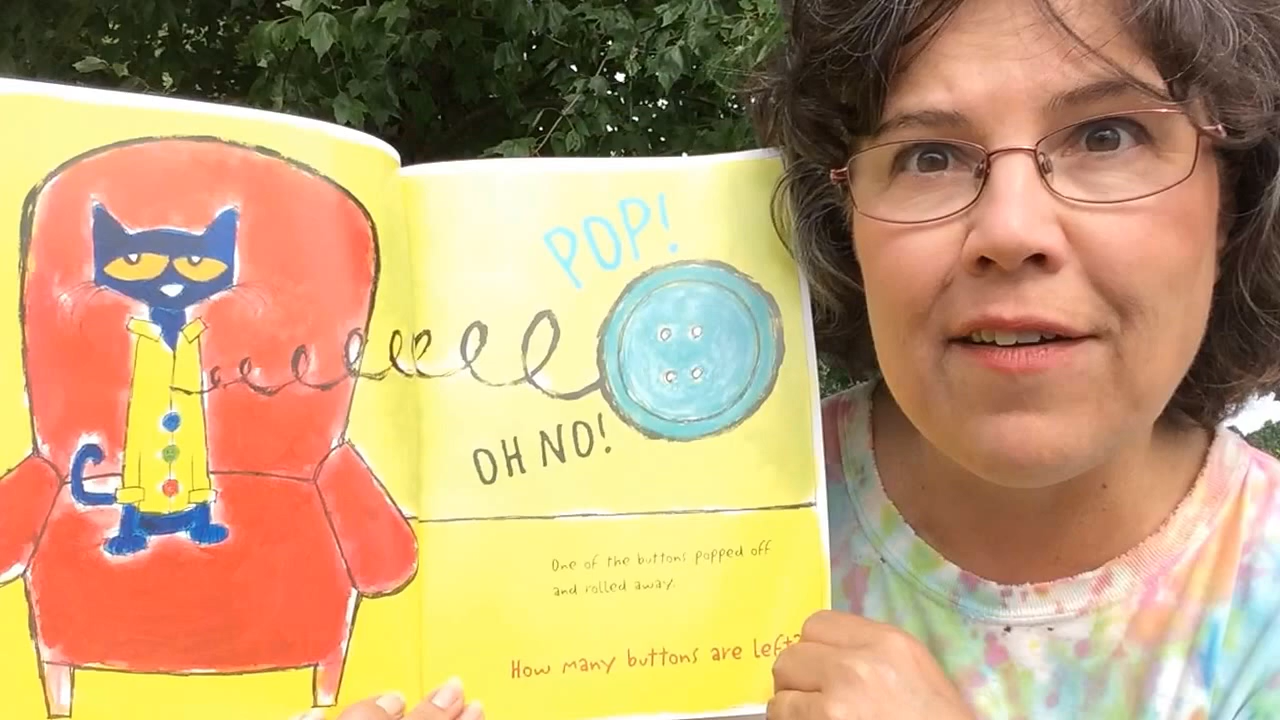 POP!
OH NO!
One of the buttons popped off
and rolled away.
How many buttons are left?